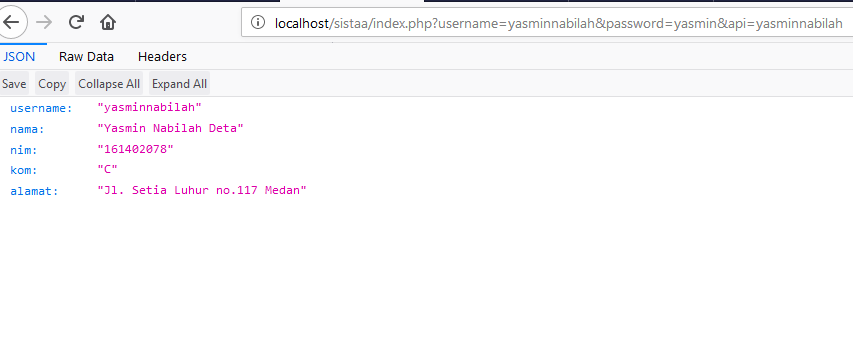 localhost/sistaa/index.php?username=yasminnabilah&password=yasmin&api=yasminnabilah
JSON Raw Data Headers
Save Copy Collapse All Expand All
username: "yasminnabilah"
nama: "Yasmin Nabilah Deta"
nim: "161402078"
kom: "C"
alamat: "Jl. Setia Luhur no.117 Medan"